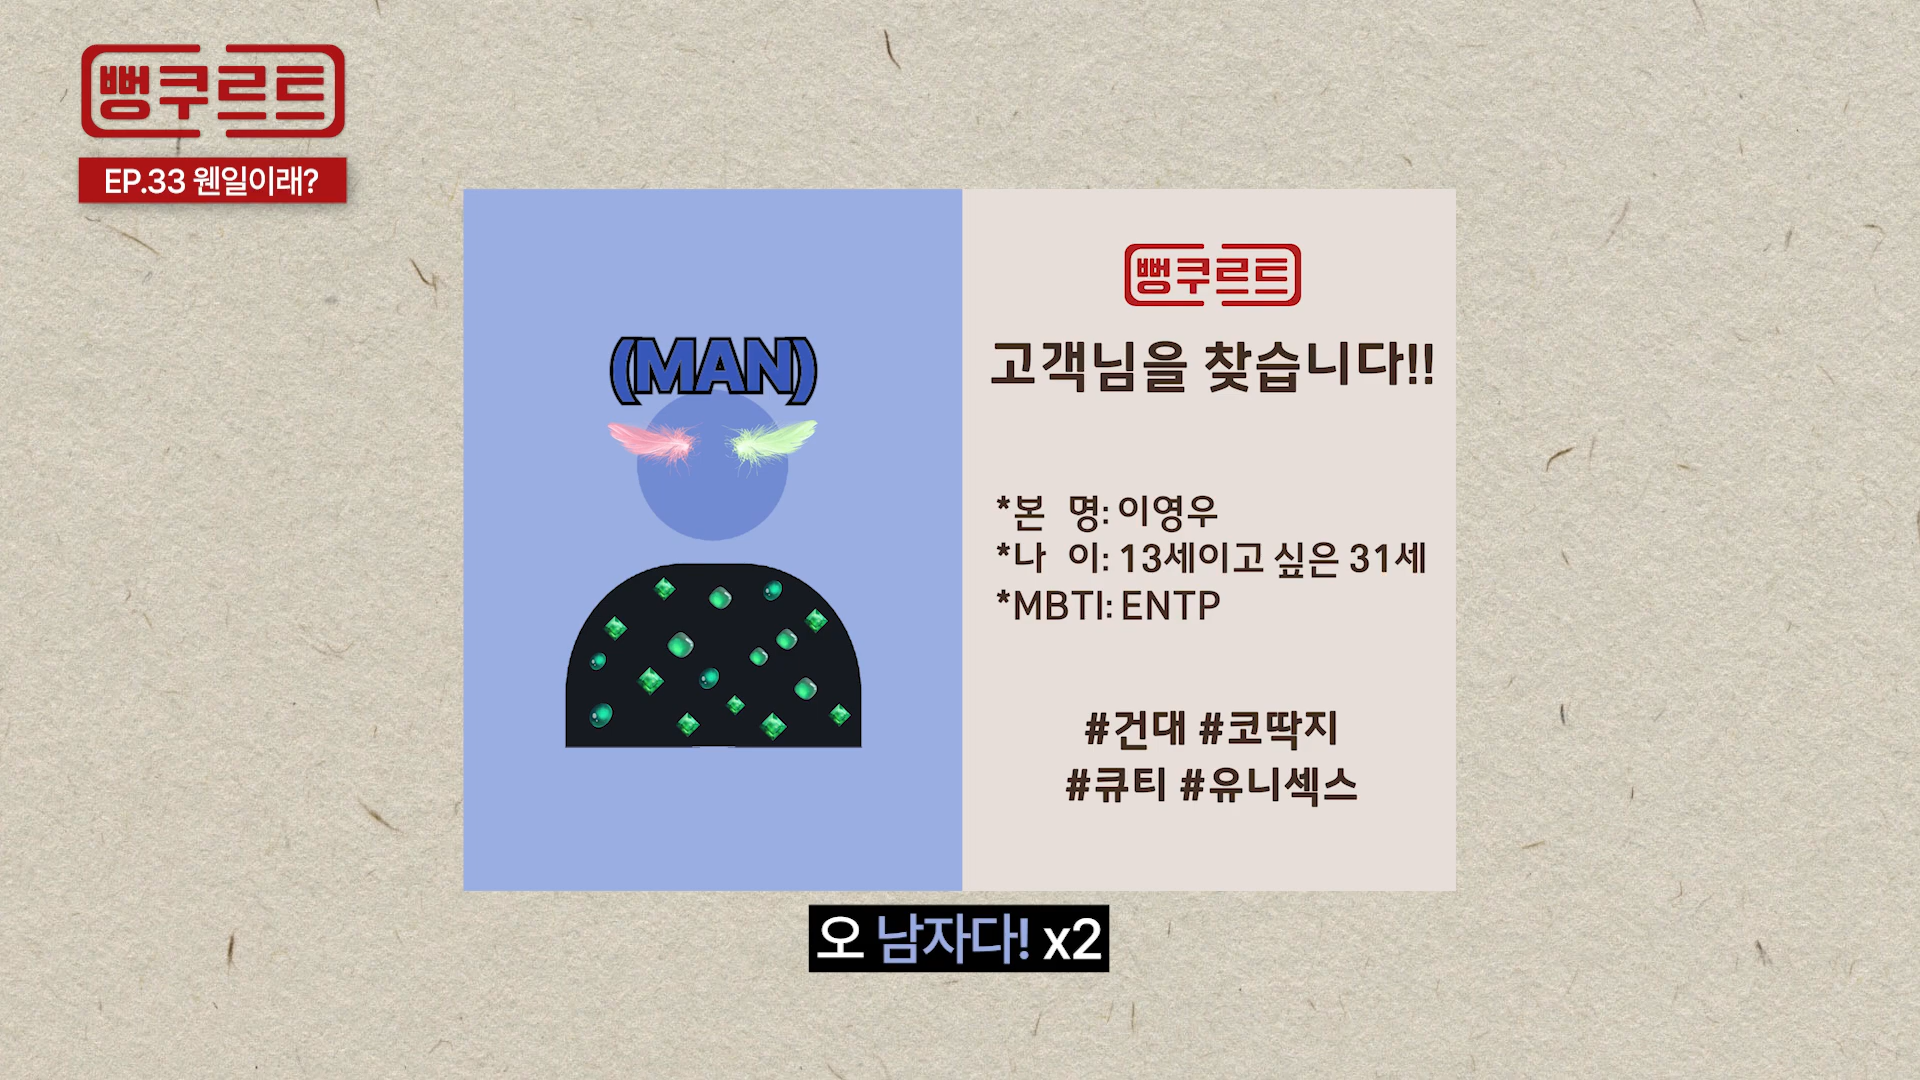 뻥쿠르트
EP.33 웬일이래?
(MAN)
뻥쿠르트
고객님을 찾습니다!!
*본 명: 이영우
*나 이: 13세이고 싶은 31세
*MBTI: ENTP
#건대 #코딱지
#큐티 #유니섹스
오 남자다! x2